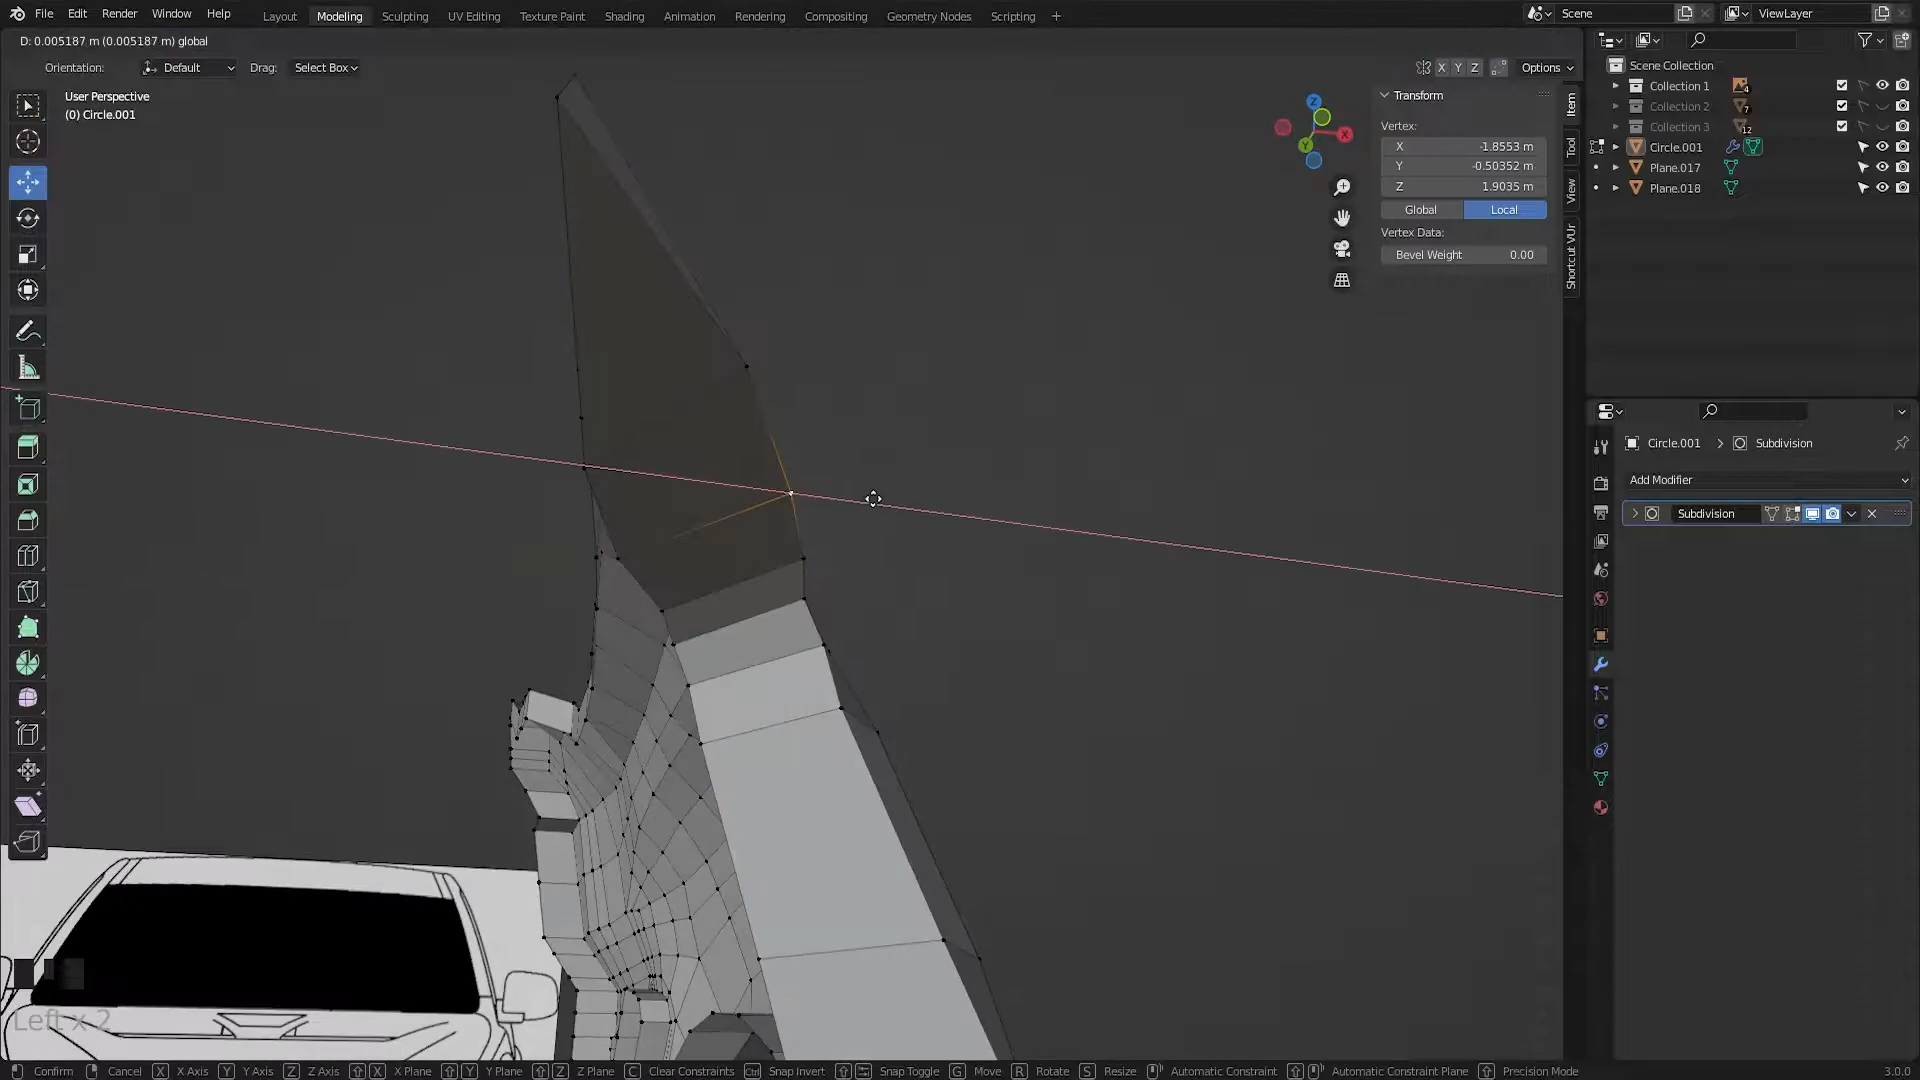 File Edit Render Window Help
Layout Modeling Sculpting UV Editing Texture Paint Shading Animation Rendering Compositing Geometry Nodes Scripting +
Scene
ViewLayer
D: 0.005187 m (0.005187 m) global
Orientation: Default Drag: Select Box
X Y Z Options
User Perspective
(0) Circle.001
Z
X
Y
Transform
Vertex:
X -1.8553 m
Y -0.50352 m
Z 1.9035 m
Global Local
Vertex Data:
Bevel Weight 0.00
Item
Tool
View
Shortcut VUr
Scene Collection
Collection 1 4
Collection 2 7
Collection 3 12
Circle.001
Plane.017
Plane.018
Circle.001 > Subdivision
Add Modifier
Subdivision
Left x 2
Confirm Cancel X X Axis Y Y Axis Z Z Axis X X Plane Y Y Plane Z Z Plane C Clear Constraints Ctrl Snap Invert Snap Toggle G Move R Rotate S Resize Automatic Constraint Automatic Constraint Plane Precision Mode
3.0.0